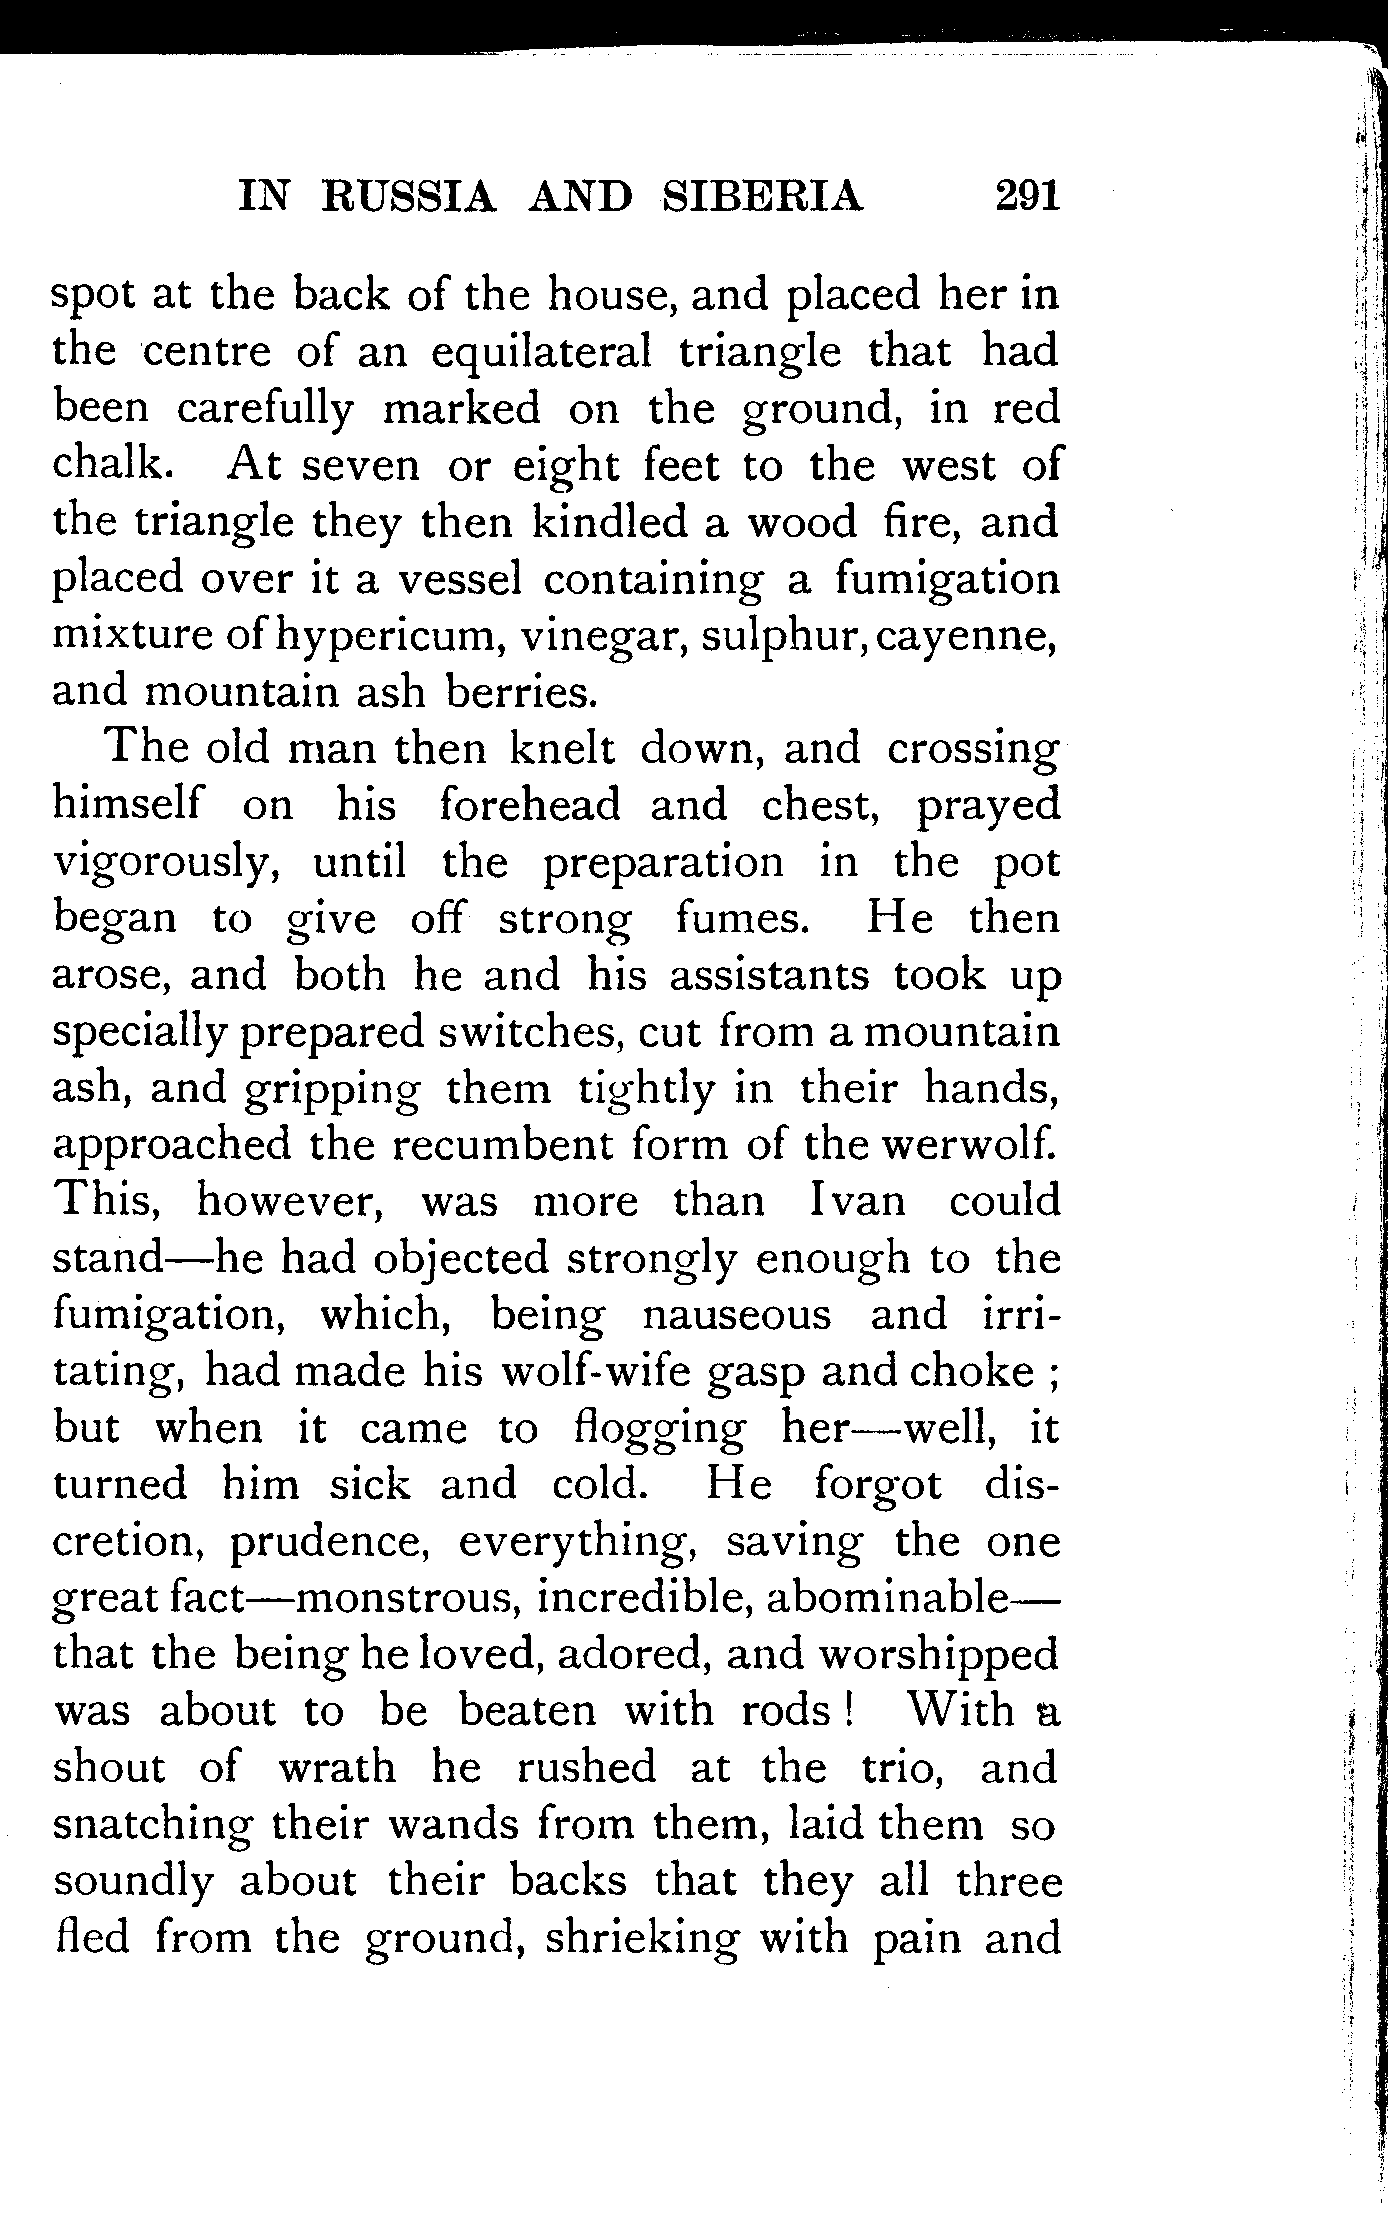 IN RUSSIA AND SIBERIA 291
spot at the back of the house, and placed her in
the centre of an equilateral triangle that had
been carefully marked on the ground, in red
chalk. At seven or eight feet to the west of
the triangle they then kindled a wood fire, and
placed over it a vessel containing a fumigation
mixture of hypericum, vinegar, sulphur, cayenne,
and mountain ash berries.
The old man then knelt down, and crossing
himself on his forehead and chest, prayed
vigorously, until the preparation in the pot
began to give off strong fumes. He then
arose, and both he and his assistants took up
specially prepared switches, cut from a mountain
ash, and gripping them tightly in their hands,
approached the recumbent form of the werwolf.
This, however, was more than Ivan could
stand—he had objected strongly enough to the
fumigation, which, being nauseous and irri-
tating, had made his wolf-wife gasp and choke ;
but when it came to flogging her—well, it
turned him sick and cold. He forgot dis-
cretion, prudence, everything, saving the one
great fact—monstrous, incredible, abominable—
that the being he loved, adored, and worshipped
was about to be beaten with rods ! With a
shout of wrath he rushed at the trio, and
snatching their wands from them, laid them so
soundly about their backs that they all three
fled from the ground, shrieking with pain and